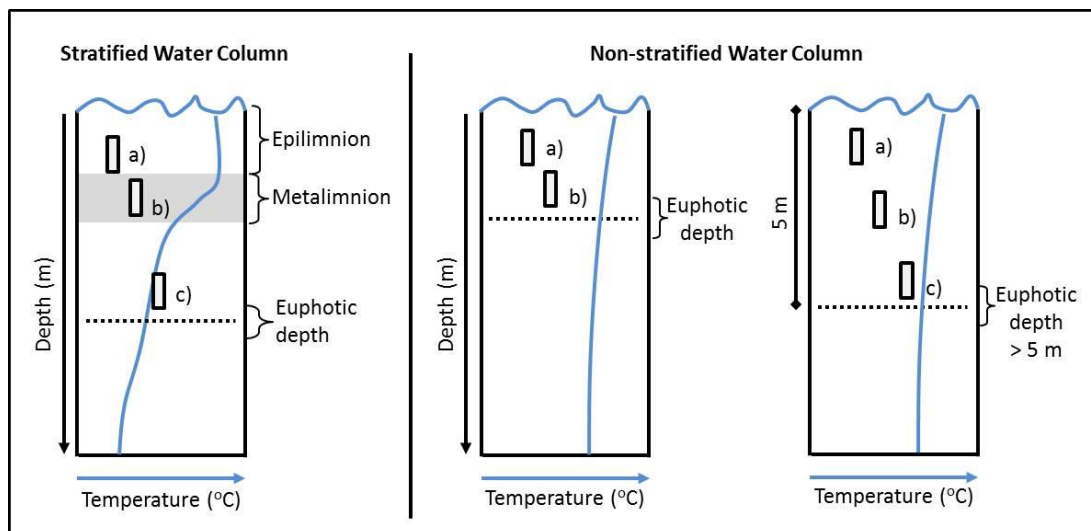 Stratified Water Column
Non-stratified Water Column
a)
Epilimnion
b)
Metalimnion
c)
Euphotic
depth
Depth (m)
Temperature (°C)
a)
b)
Euphotic
depth
Depth (m)
Temperature (°C)
5 m
a)
b)
c)
Euphotic
depth
> 5 m
Temperature (°C)